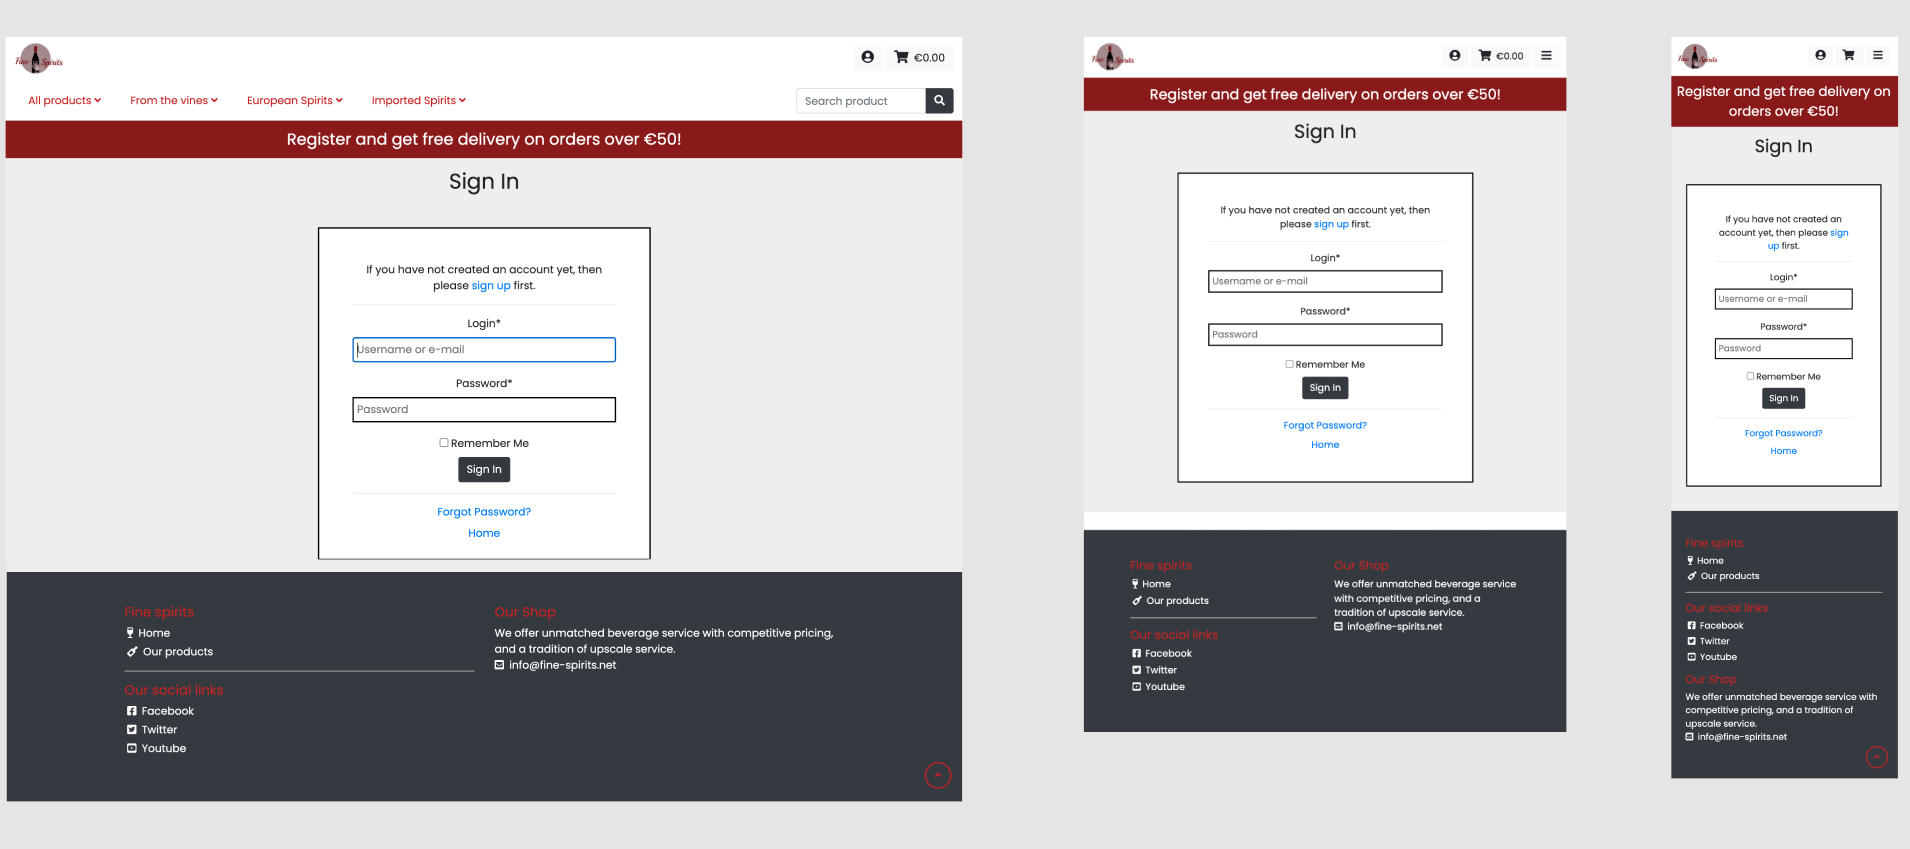 Fine Spirits
€0.00
All products
From the vines
European Spirits
Imported Spirits
Search product
Register and get free delivery on orders over €50!
Sign In
If you have not created an account yet, then
please sign up first.
Login*
Username or e-mail
Password*
Password
Remember Me
Sign In
Forgot Password?
Home
Fine spirits
Home
Our products
Our social links
Facebook
Twitter
Youtube
Our Shop
We offer unmatched beverage service with competitive pricing,
and a tradition of upscale service.
info@fine-spirits.net
Fine Spirits
€0.00
Register and get free delivery on orders over €50!
Sign In
If you have not created an account yet, then
please sign up first.
Login*
Username or e-mail
Password*
Password
Remember Me
Sign In
Forgot Password?
Home
Fine spirits
Home
Our products
Our social links
Facebook
Twitter
Youtube
Our Shop
We offer unmatched beverage service
with competitive pricing, and a
tradition of upscale service.
info@fine-spirits.net
Fine Spirits
Register and get free delivery on
orders over €50!
Sign In
If you have not created an
account yet, then please sign
up first.
Login*
Username or e-mail
Password*
Password
Remember Me
Sign In
Forgot Password?
Home
Fine spirits
Home
Our products
Our social links
Facebook
Twitter
Youtube
Our Shop
We offer unmatched beverage service with
competitive pricing, and a tradition of
upscale service.
info@fine-spirits.net